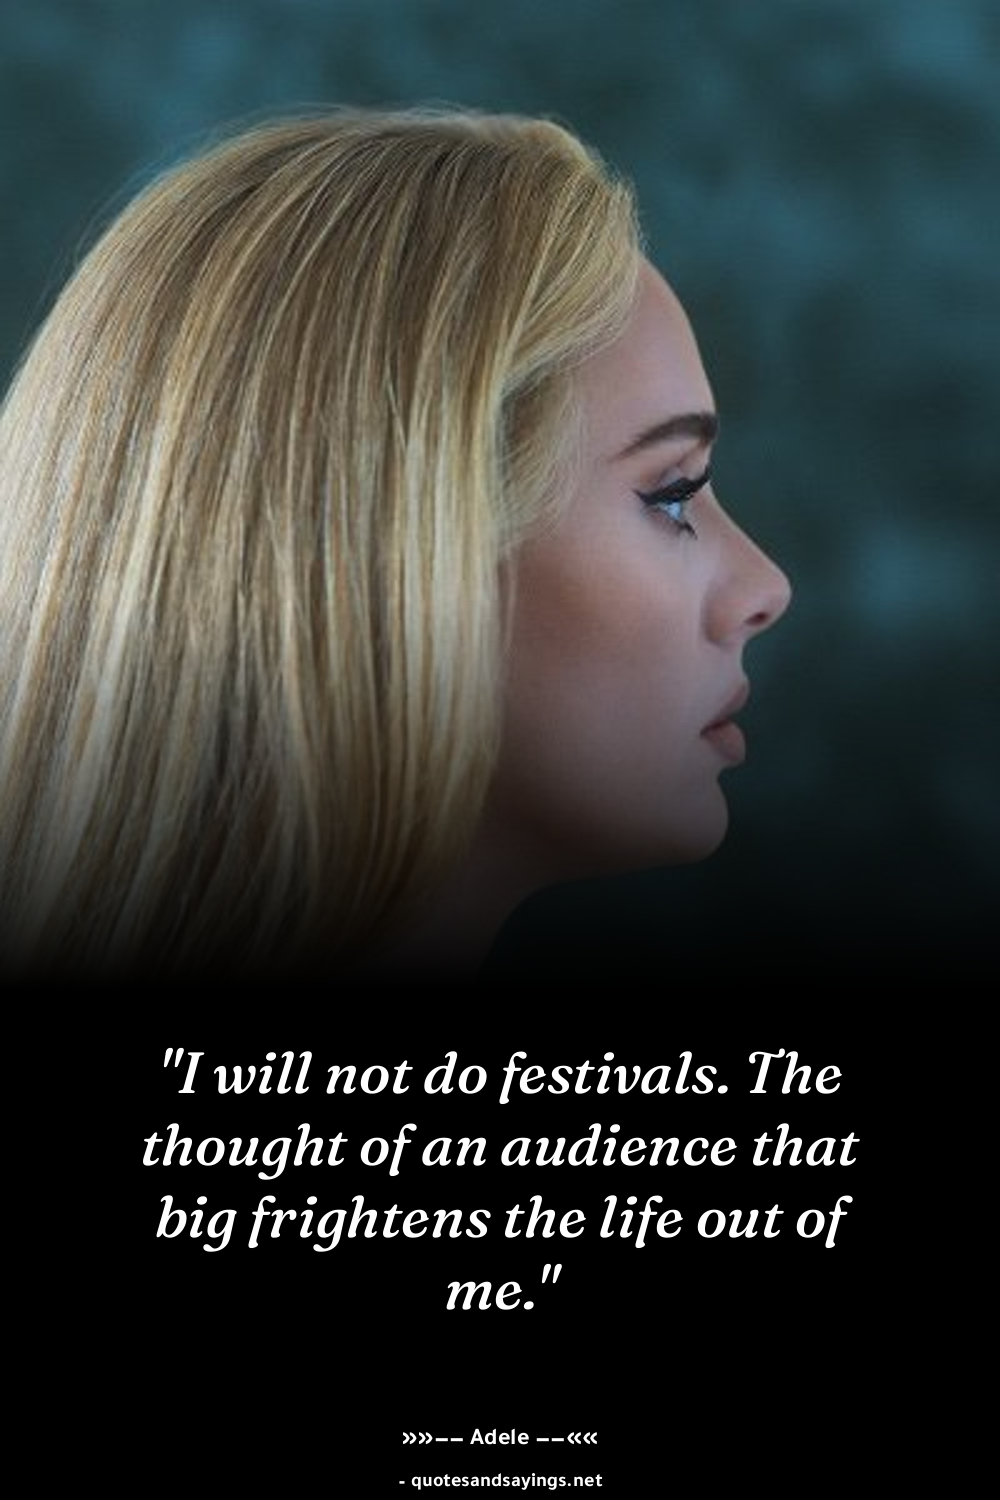 "I will not do festivals. The
thought of an audience that
big frightens the life out of
me."
»»–– Adele ––««
- quotesandsayings.net